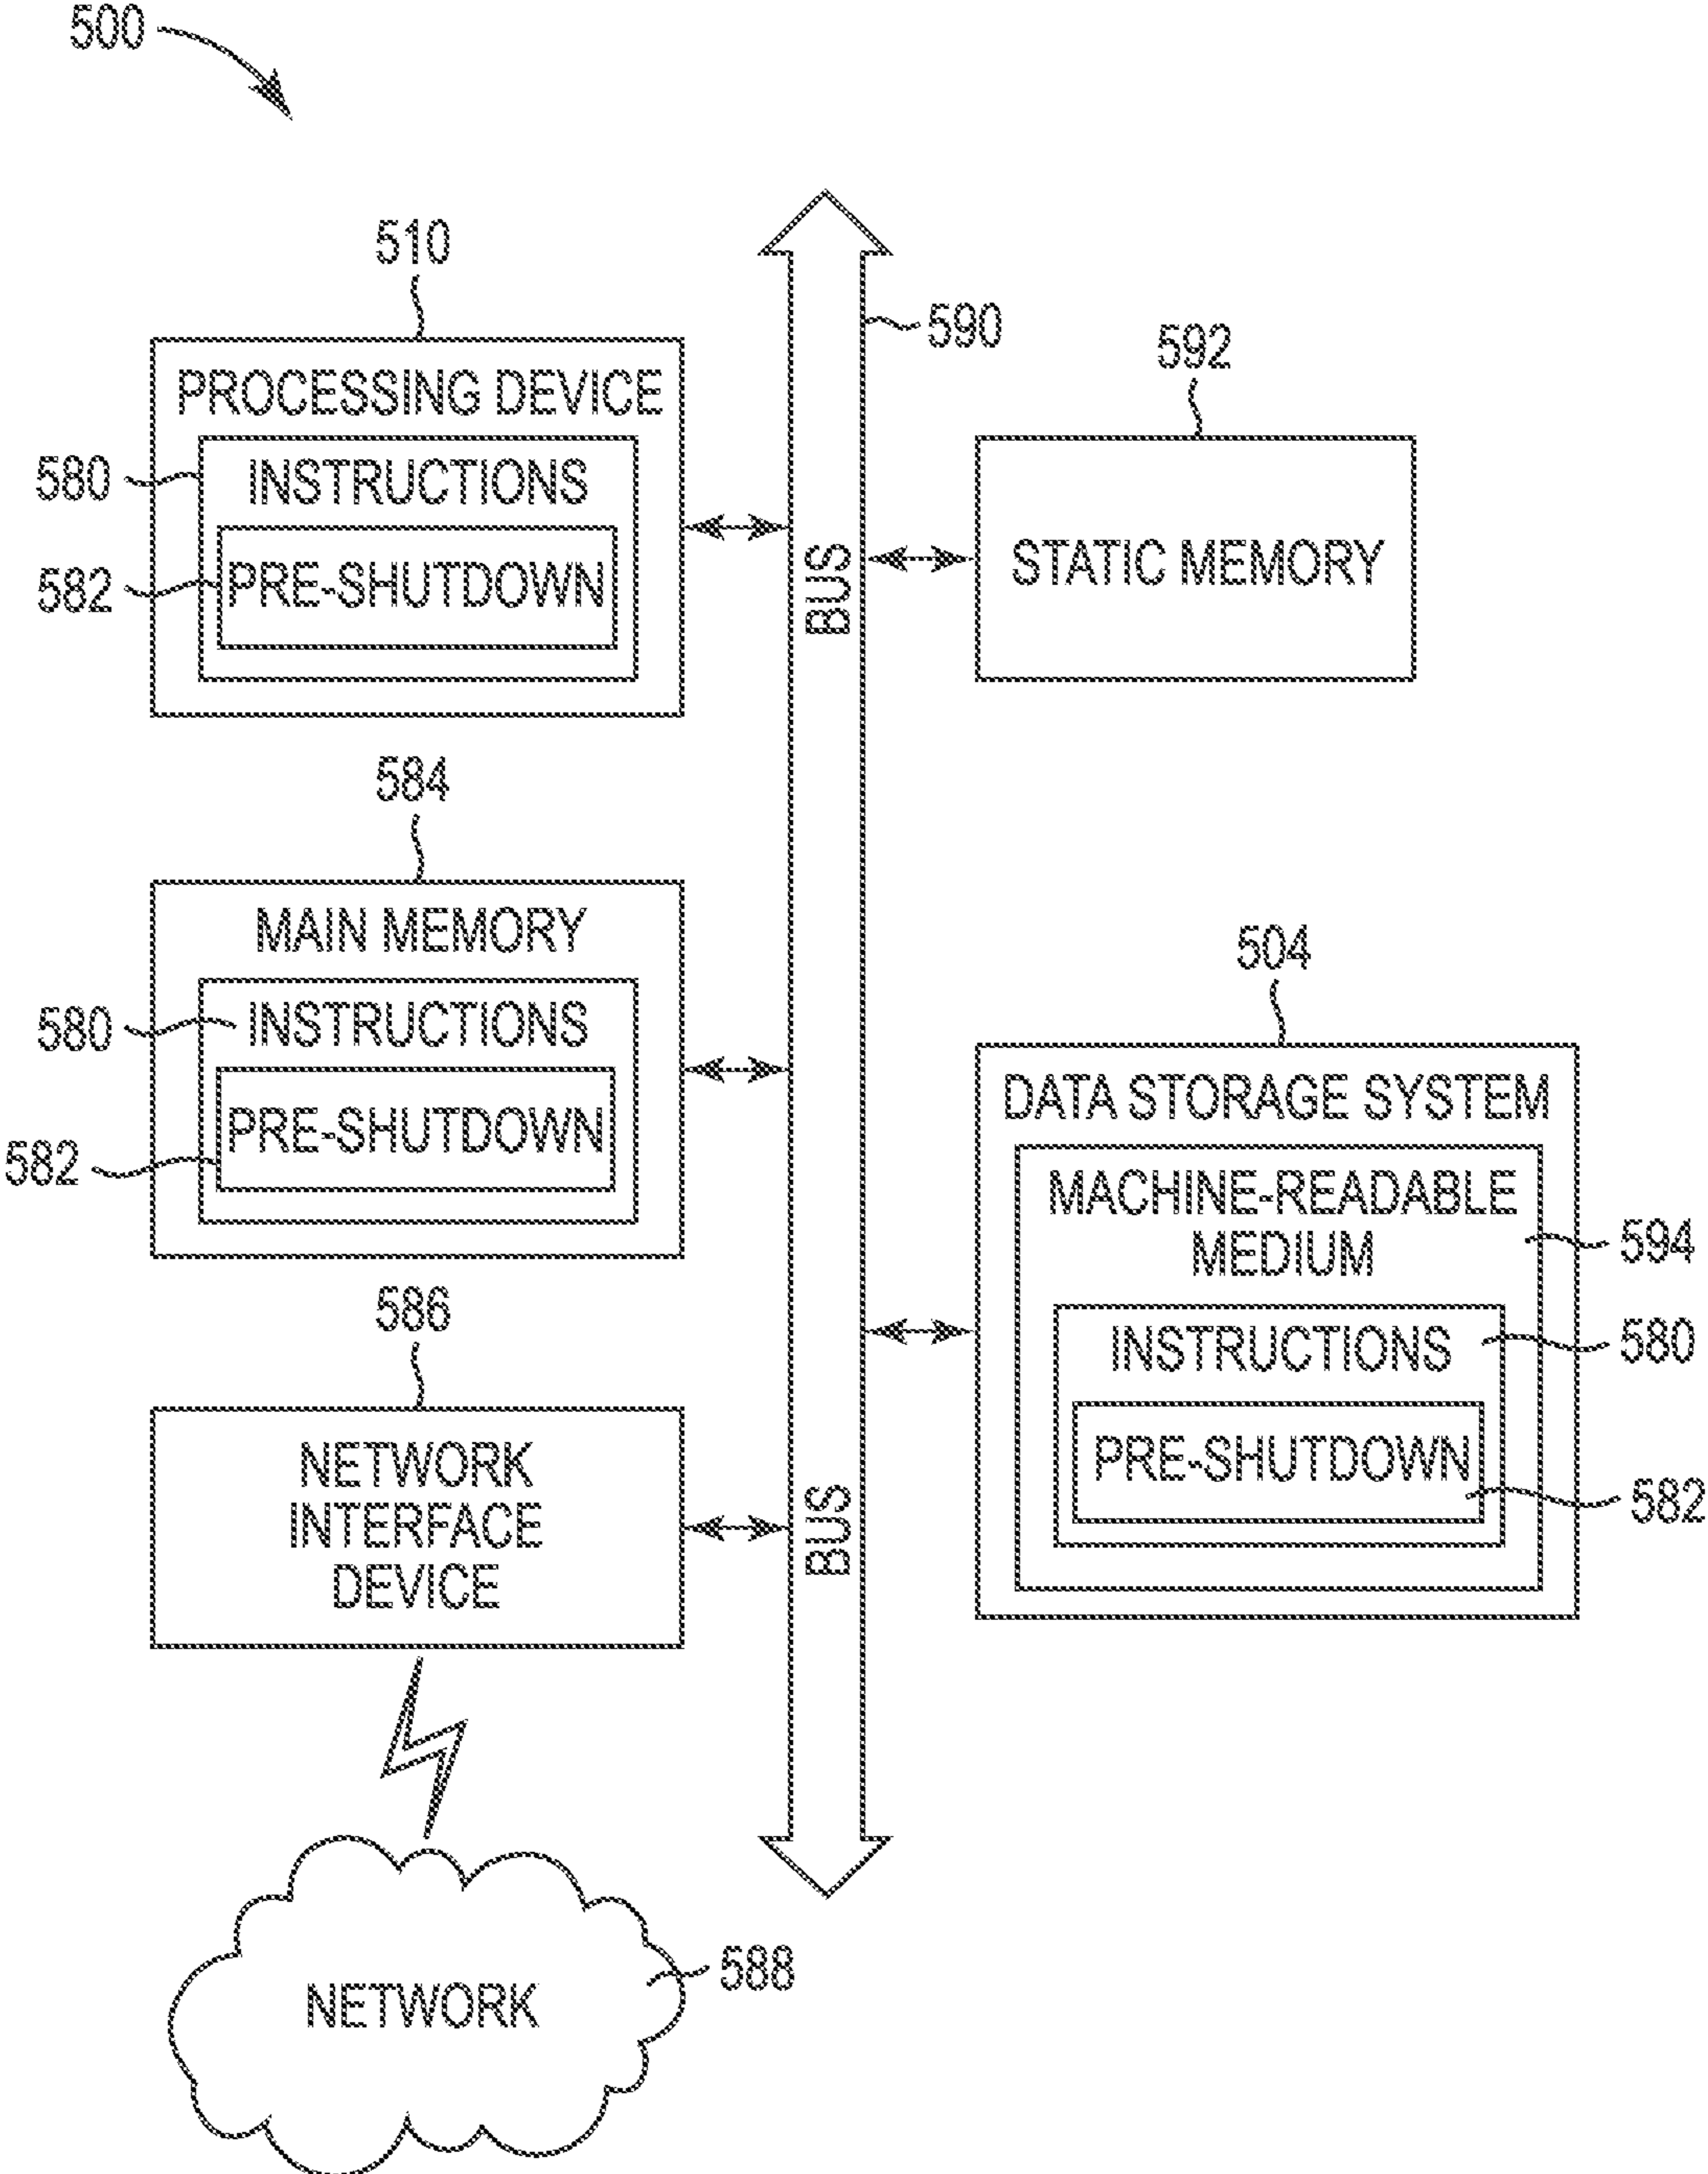 500
510
PROCESSING DEVICE
580
INSTRUCTIONS
582
PRE-SHUTDOWN
584
MAIN MEMORY
580
INSTRUCTIONS
582
PRE-SHUTDOWN
586
NETWORK
INTERFACE
DEVICE
NETWORK
588
BUS
BUS
590
592
STATIC MEMORY
504
DATA STORAGE SYSTEM
MACHINE-READABLE
MEDIUM
594
INSTRUCTIONS
580
PRE-SHUTDOWN
582